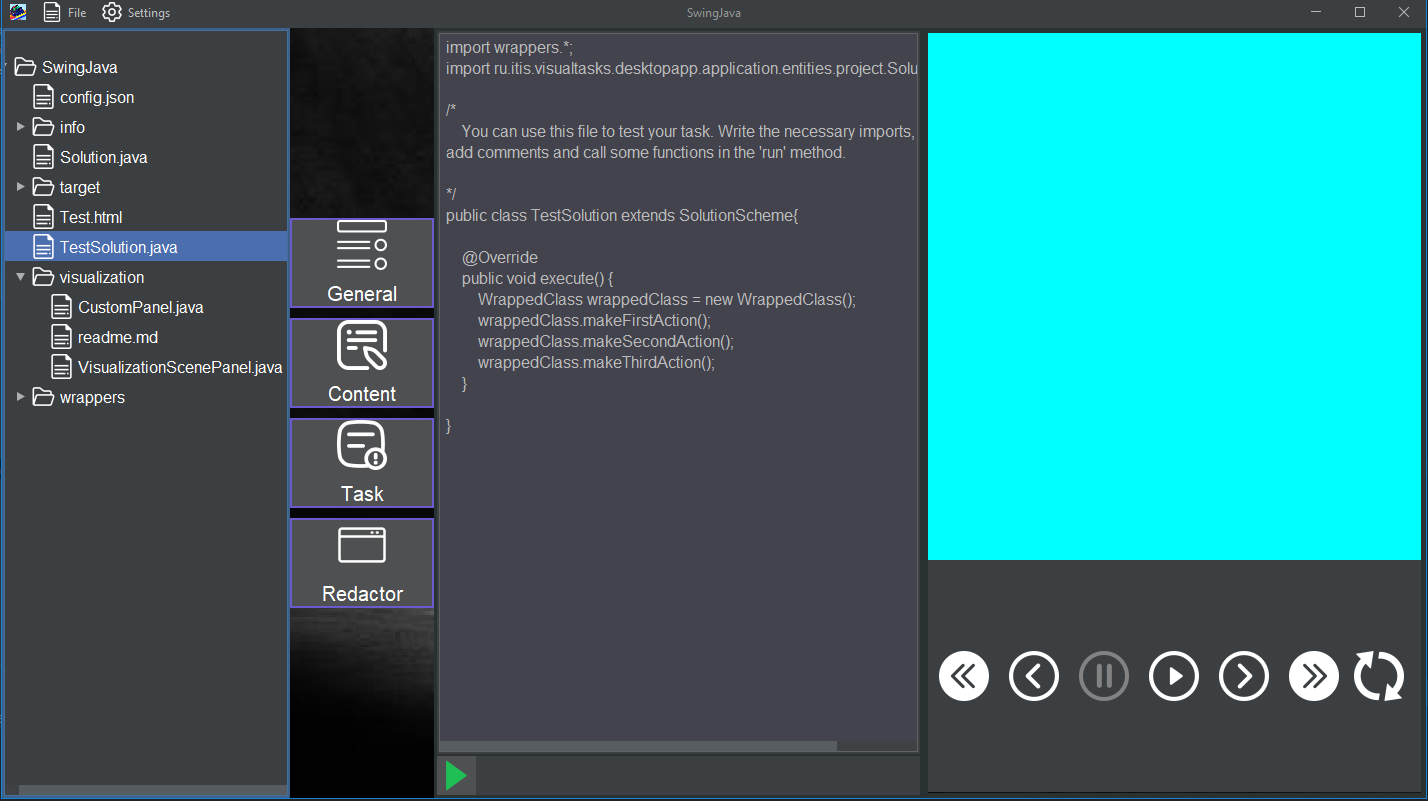 File
Settings
SwingJava
SwingJava
config.json
info
Solution.java
target
Test.html
TestSolution.java
visualization
CustomPanel.java
readme.md
VisualizationScenePanel.java
wrappers
General
Content
Task
Redactor
import wrappers.*;
import ru.itis.visualtasks.desktopapp.application.entities.project.Solu
/*
You can use this file to test your task. Write the necessary imports,
add comments and call some functions in the 'run' method.
*/
public class TestSolution extends SolutionScheme{
@Override
public void execute() {
WrappedClass wrappedClass = new WrappedClass();
wrappedClass.makeFirstAction();
wrappedClass.makeSecondAction();
wrappedClass.makeThirdAction();
}
}